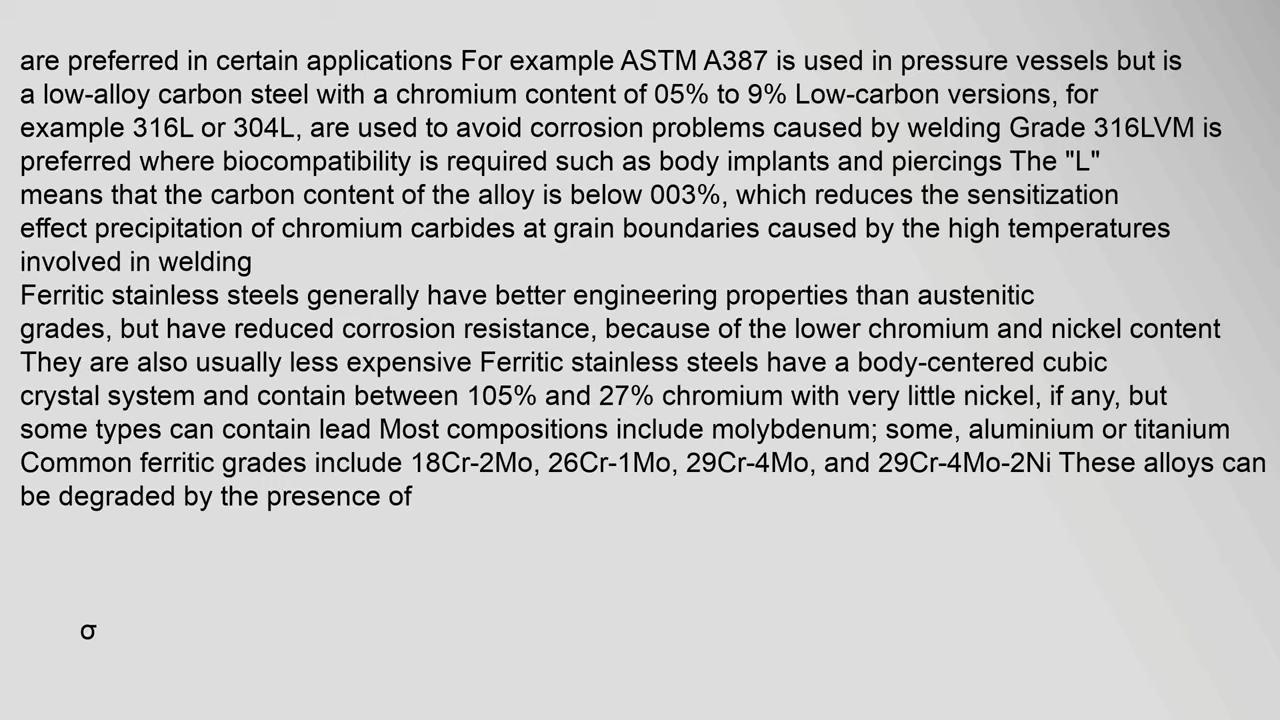 are preferred in certain applications For example ASTM A387 is used in pressure vessels but is
a low-alloy carbon steel with a chromium content of 05% to 9% Low-carbon versions, for
example 316L or 304L, are used to avoid corrosion problems caused by welding Grade 316LVM is
preferred where biocompatibility is required such as body implants and piercings The "L"
means that the carbon content of the alloy is below 003%, which reduces the sensitization
effect precipitation of chromium carbides at grain boundaries caused by the high temperatures
involved in welding
Ferritic stainless steels generally have better engineering properties than austenitic
grades, but have reduced corrosion resistance, because of the lower chromium and nickel content
They are also usually less expensive Ferritic stainless steels have a body-centered cubic
crystal system and contain between 105% and 27% chromium with very little nickel, if any, but
some types can contain lead Most compositions include molybdenum; some, aluminium or titanium
Common ferritic grades include 18Cr-2Mo, 26Cr-1Mo, 29Cr-4Mo, and 29Cr-4Mo-2Ni These alloys can
be degraded by the presence of
σ